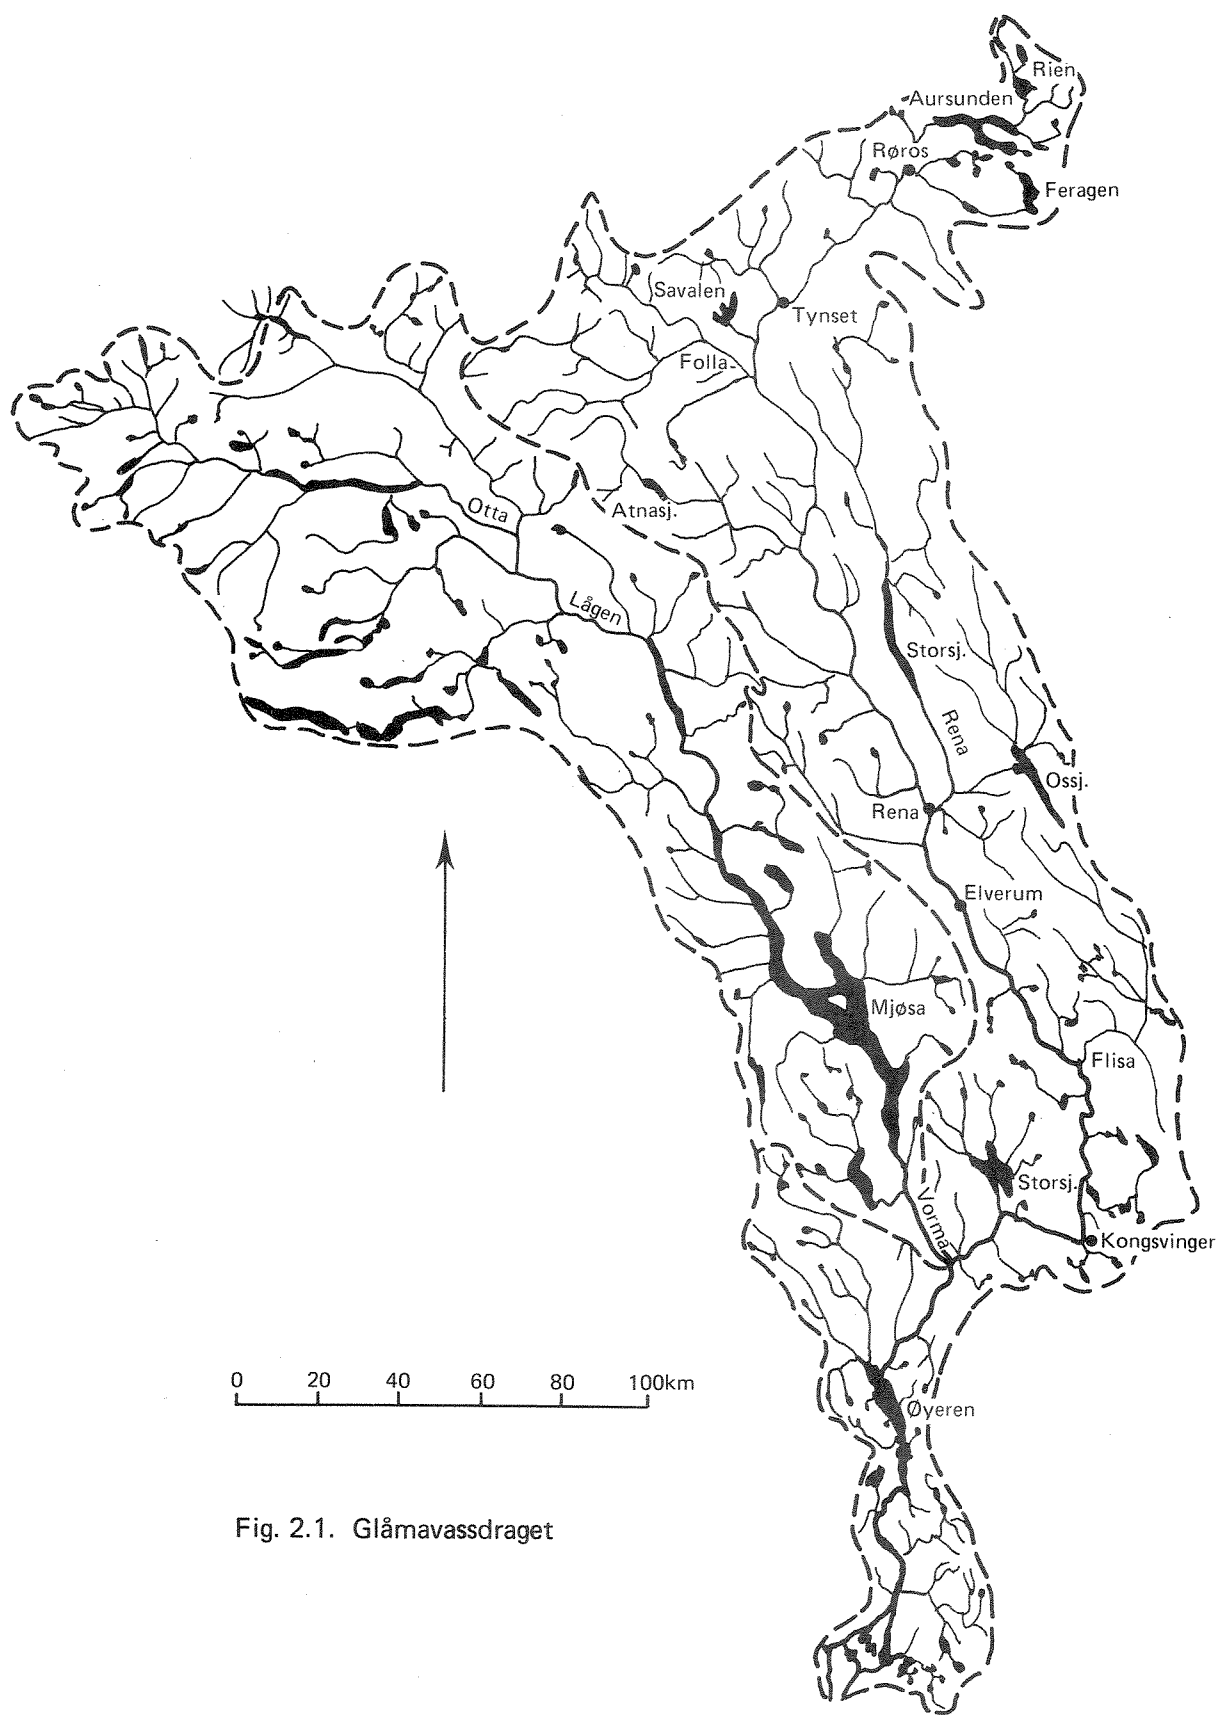 Rien
Aursunden
Røros
Feragen
Savalen
Tynset
Folla
Otta
Atnasj.
Lågen
Storsj.
Rena
Ossj.
Rena
Elverum
Mjøsa
Flisa
Storsj.
Vorma
Kongsvinger
0 20 40 60 80 100km
Øyeren
Fig. 2.1. Glåmavassdraget